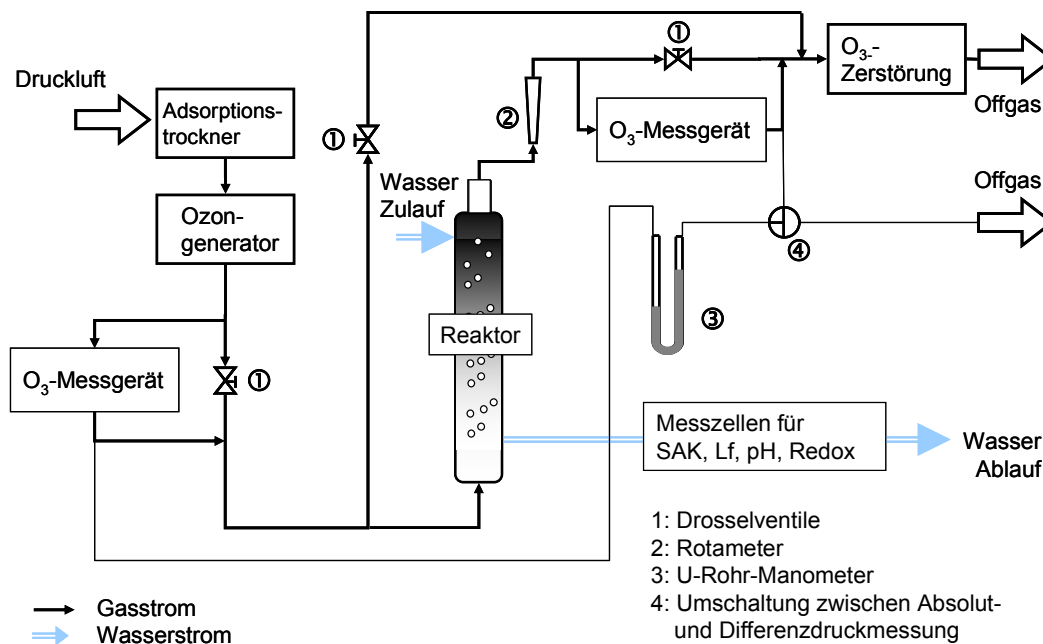 Druckluft
Adsorptions-
trockner
Ozon-
generator
O₃-Messgerät
①
①
Wasser
Zulauf
②
①
O₃-Messgerät
O₃-
Zerstörung
Offgas
Offgas
④
③
Reaktor
Messzellen für
SAK, Lf, pH, Redox
Wasser
Ablauf
1: Drosselventile
2: Rotameter
3: U-Rohr-Manometer
4: Umschaltung zwischen Absolut-
und Differenzdruckmessung
Gasstrom
Wasserstrom